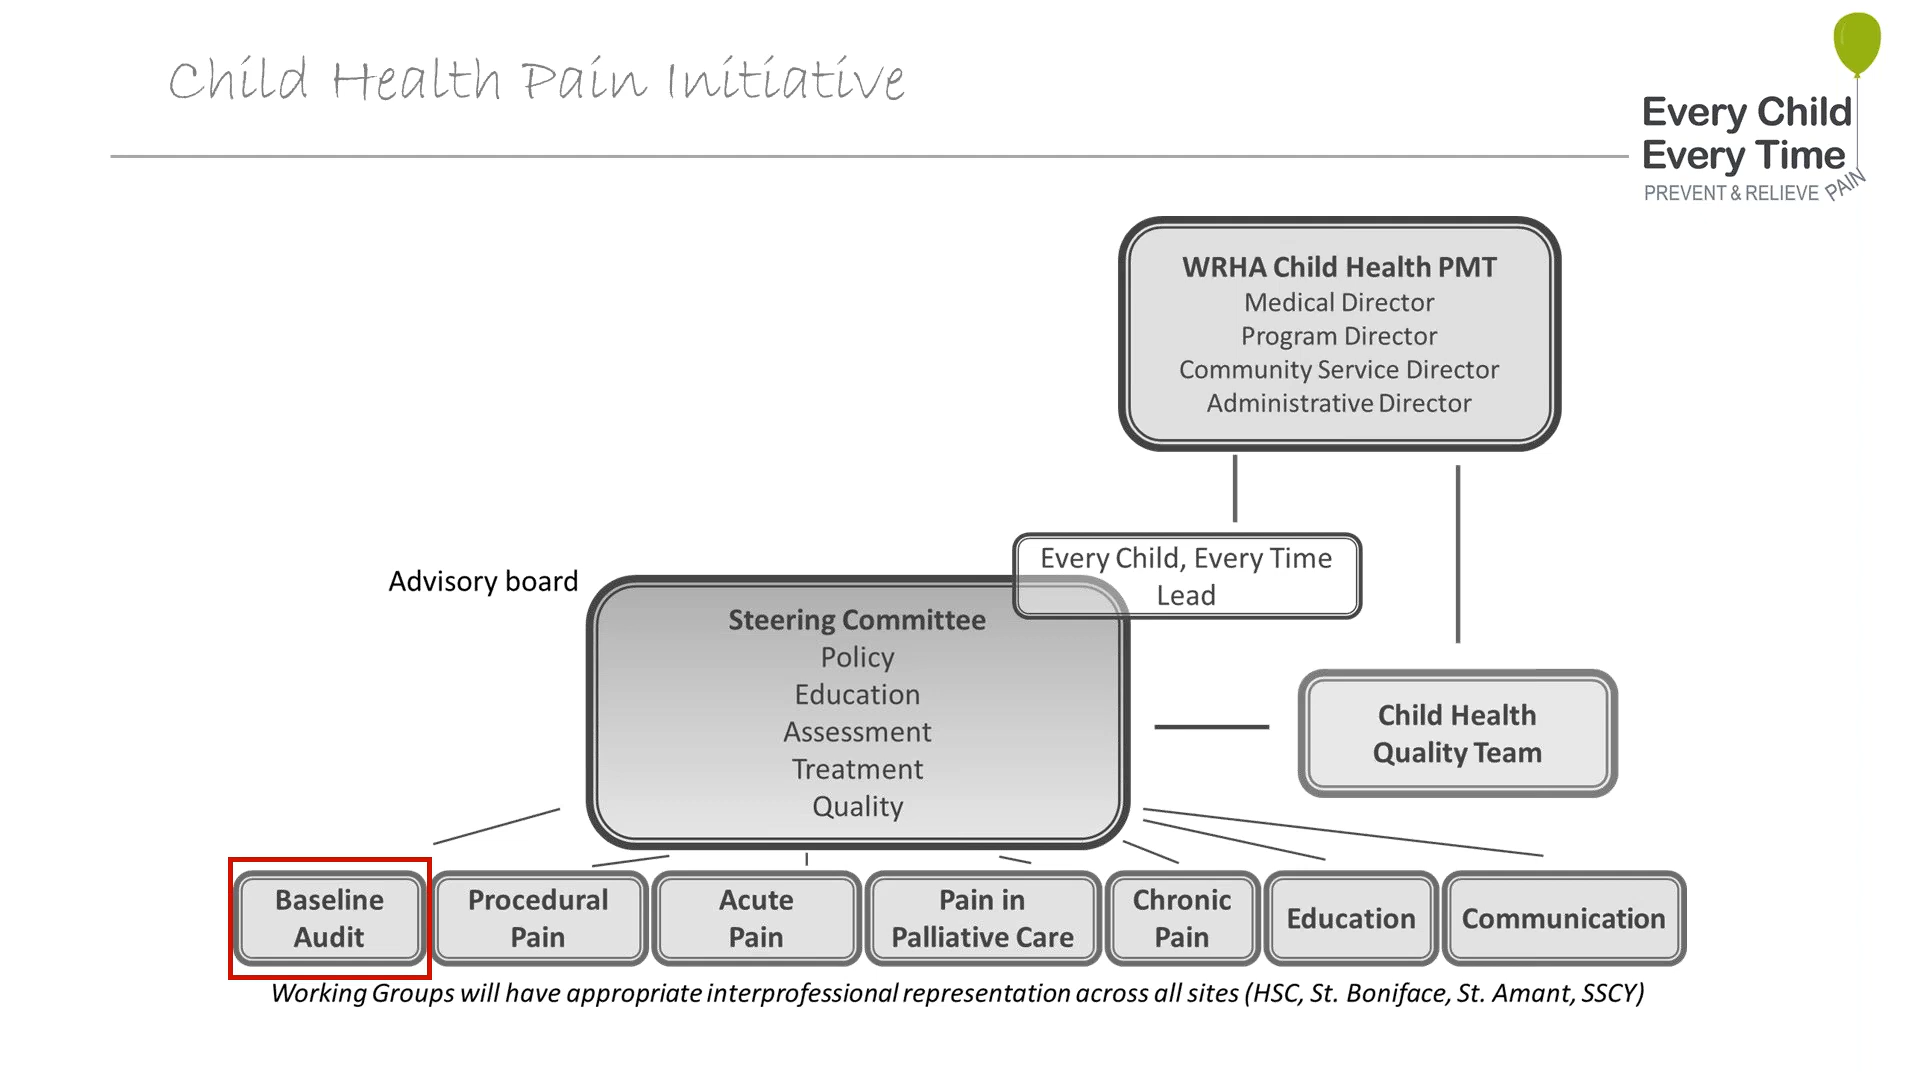 Child Health Pain Initiative
Every Child
Every Time
PREVENT & RELIEVE PAIN
WRHA Child Health PMT
Medical Director
Program Director
Community Service Director
Administrative Director
Every Child, Every Time
Lead
Advisory board
Steering Committee
Policy
Education
Assessment
Treatment
Quality
Child Health
Quality Team
Baseline
Audit
Procedural
Pain
Acute
Pain
Pain in
Palliative Care
Chronic
Pain
Education
Communication
Working Groups will have appropriate interprofessional representation across all sites (HSC, St. Boniface, St. Amant, SSCY)